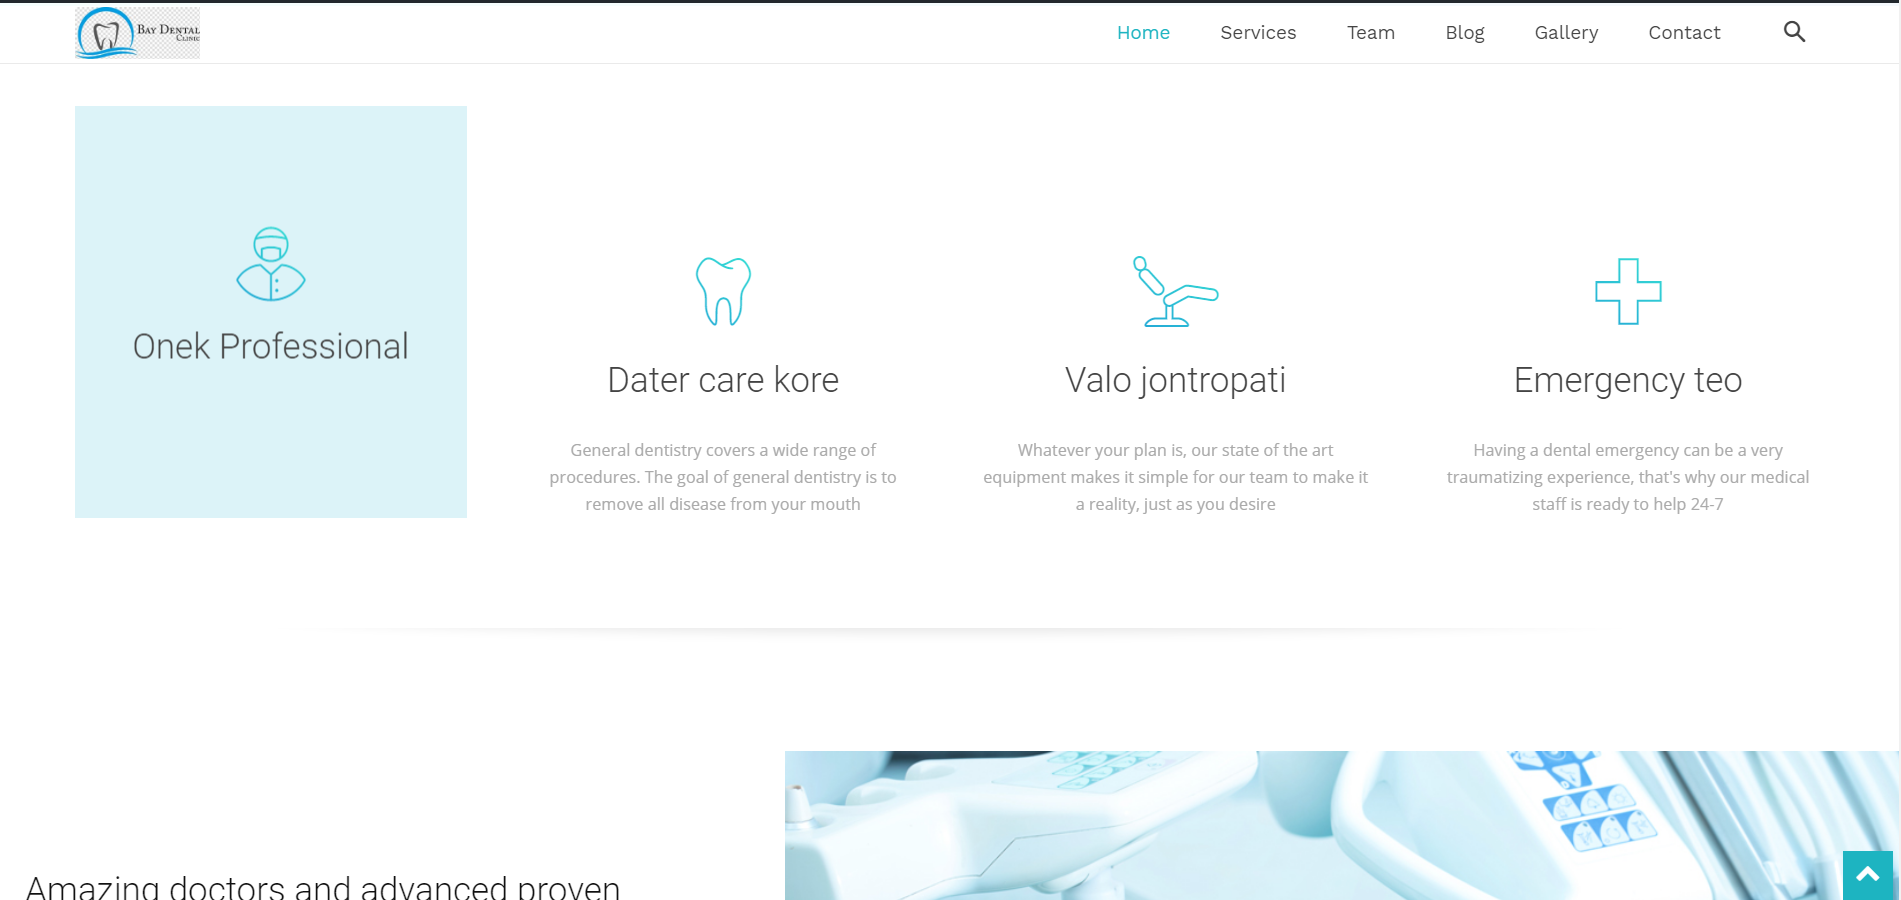 BAY DENTAL
CLINIC
Home
Services
Team
Blog
Gallery
Contact
Onek Professional
Dater care kore
General dentistry covers a wide range of
procedures. The goal of general dentistry is to
remove all disease from your mouth
Valo jontropati
Whatever your plan is, our state of the art
equipment makes it simple for our team to make it
a reality, just as you desire
Emergency teo
Having a dental emergency can be a very
traumatizing experience, that's why our medical
staff is ready to help 24-7
Amazing doctors and advanced proven